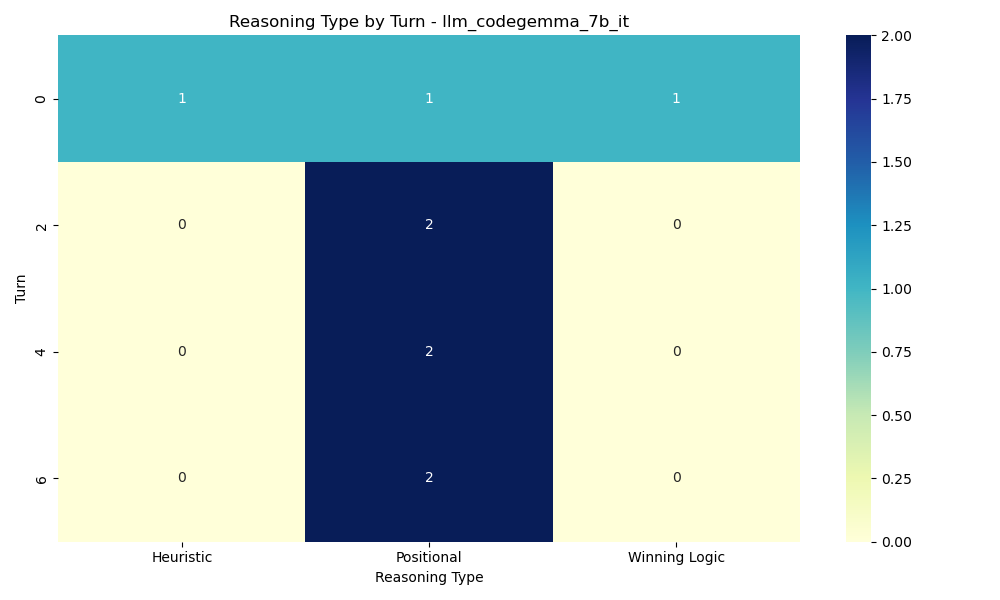 Reasoning Type by Turn - llm_codegemma_7b_it
Turn
0
1 1 1
2
0 2 0
4
0 2 0
6
0 2 0
Heuristic Positional Winning Logic
Reasoning Type
2.00
1.75
1.50
1.25
1.00
0.75
0.50
0.25
0.00